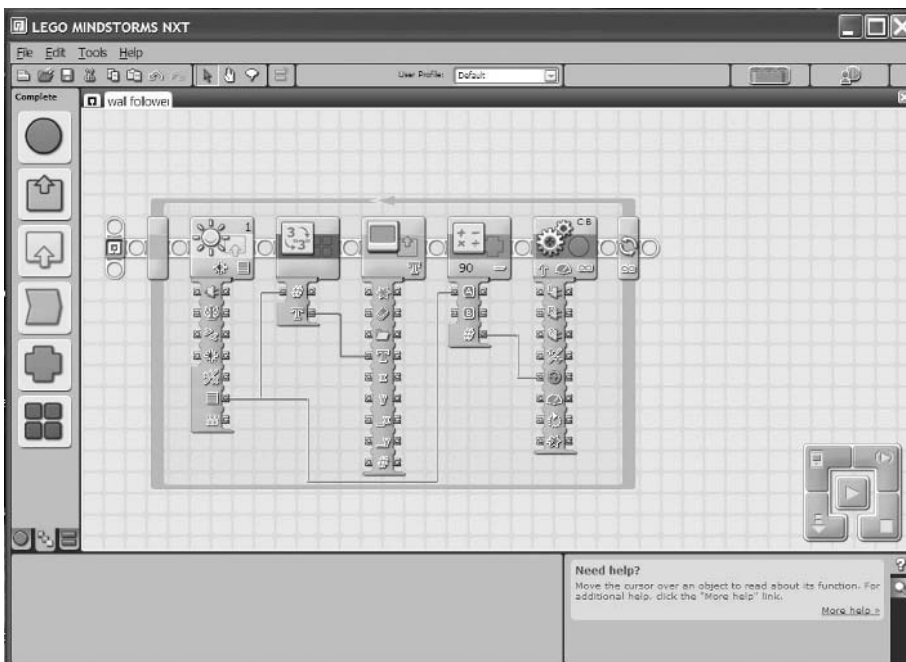 LEGO MINDSTORMS NXT
File Edit Tools Help
User Profile: Default
Complete
wall folower
1
3
"3"
C B
T
90
A
T
B
T
Need help?
Move the cursor over an object to read about its function. For
additional help, click the "More help" link.
More help »
?